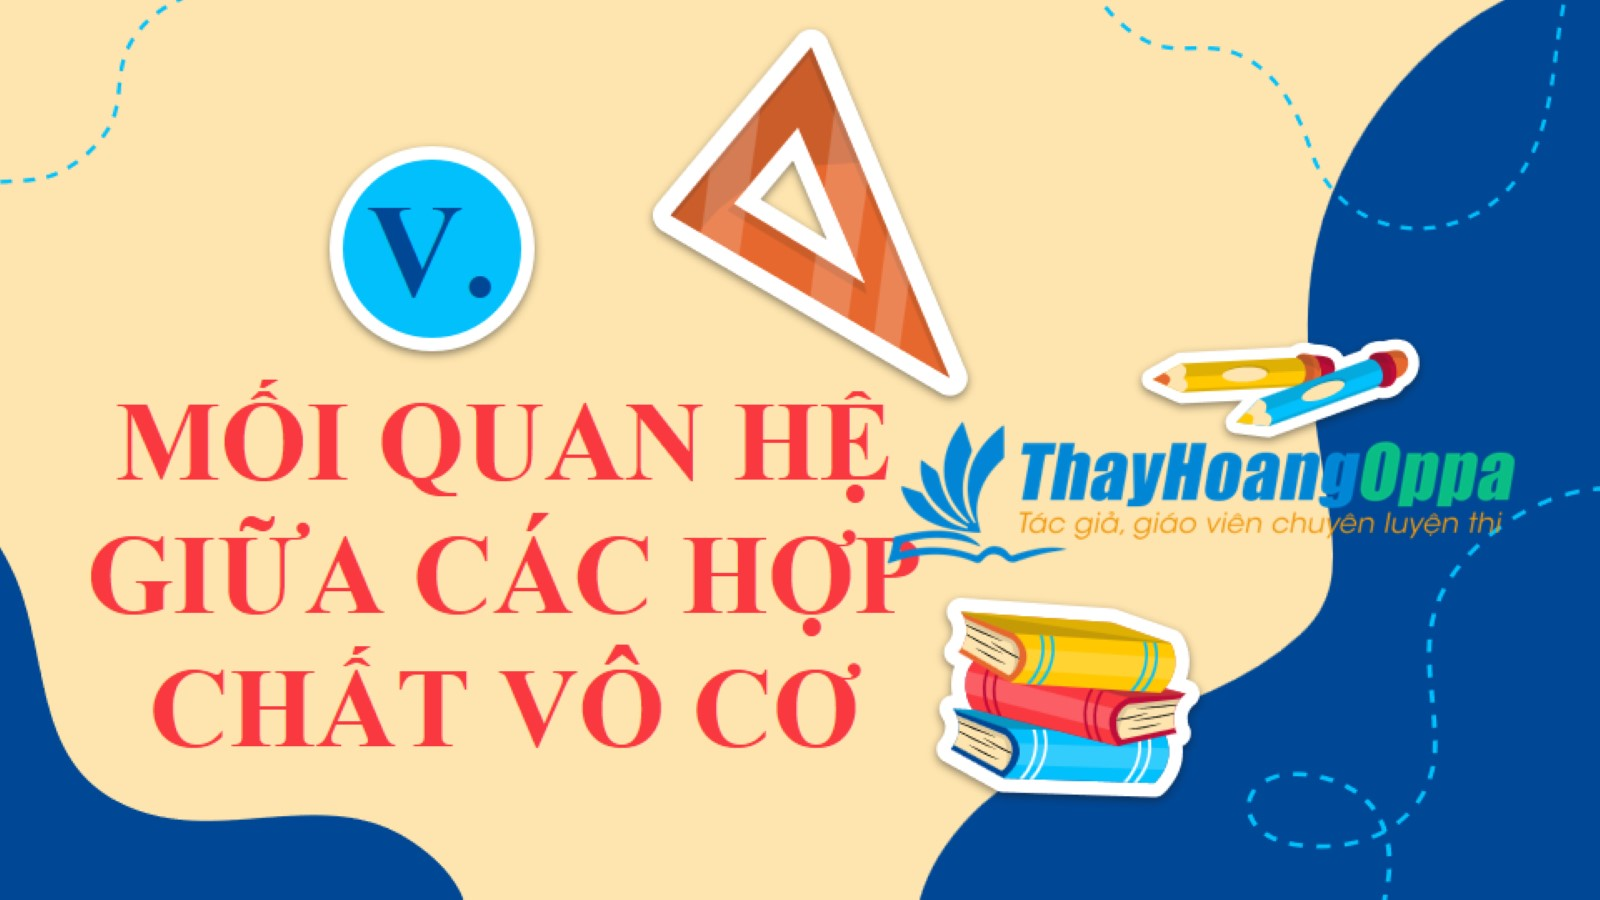 V.
MỐI QUAN HỆ
GIỮA CÁC HỢP
CHẤT VÔ CƠ
ThayHoangOppa
Tác giả, giáo viên chuyên luyện thi